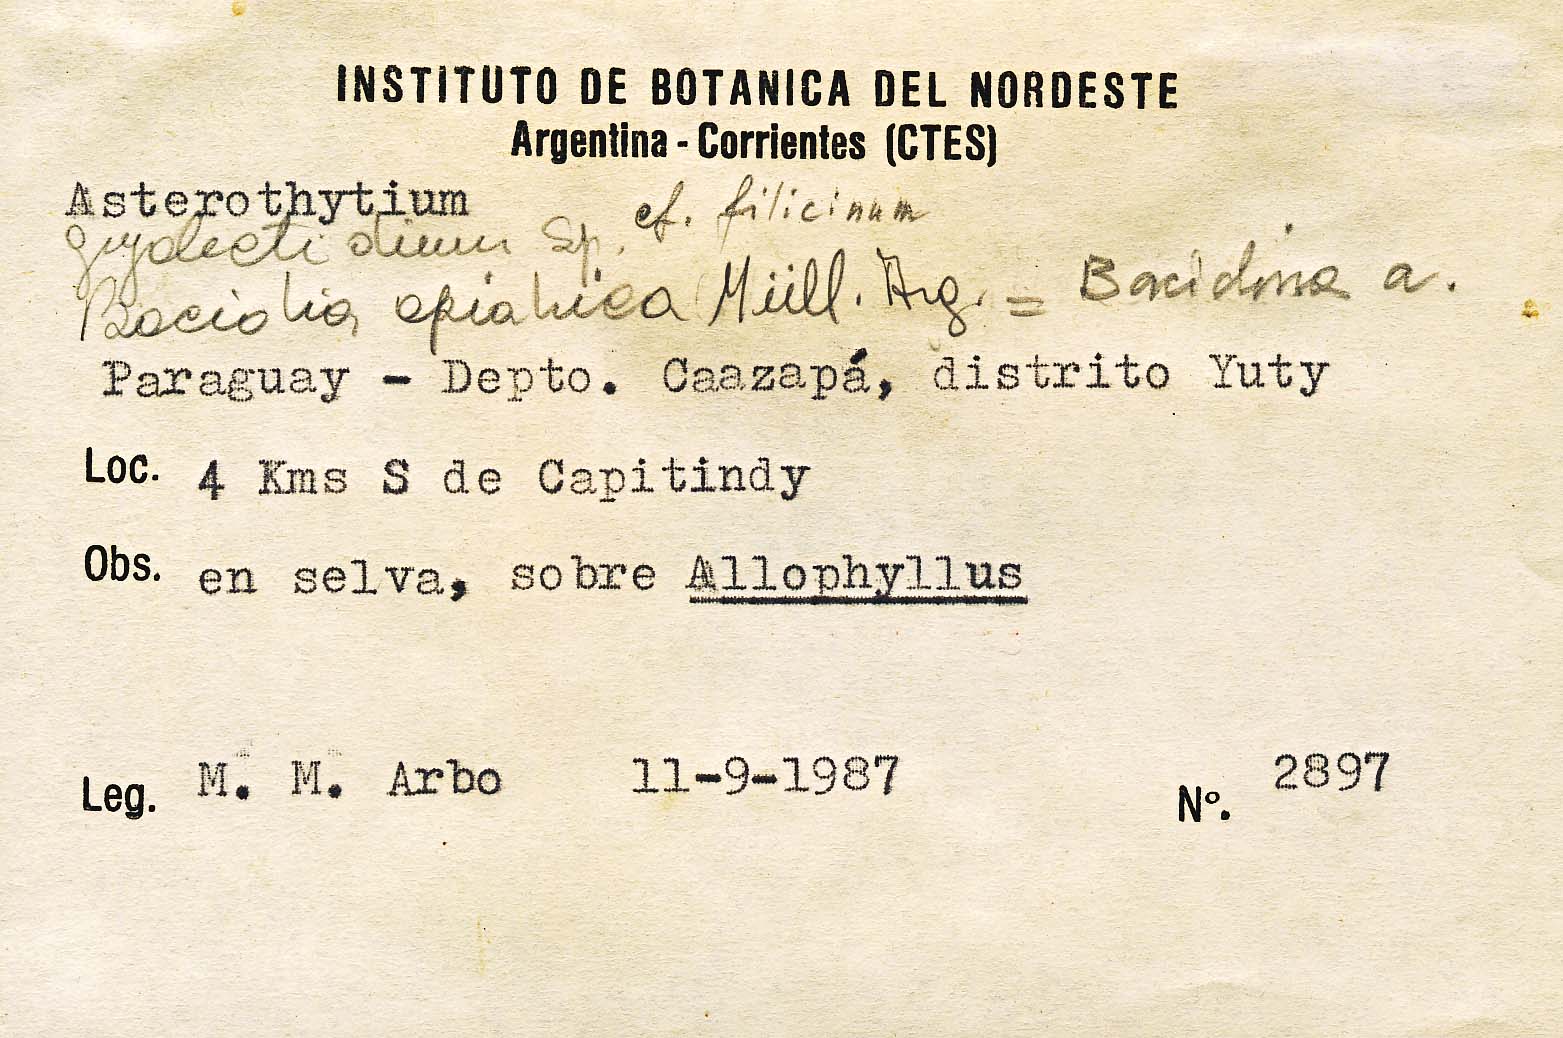 INSTITUTO DE BOTANICA DEL NORDESTE
Argentina - Corrientes (CTES)
Asterothytium
Gyalectidium sp. cf. filicinum
Bacidia apiahica Müll. Arg. = Bacidina a.
Paraguay - Depto. Caazapá, distrito Yuty
Loc. 4 Kms S de Capitindy
Obs. en selva, sobre Allophyllus
Leg. M. M. Arbo 11-9-1987 Nº. 2897